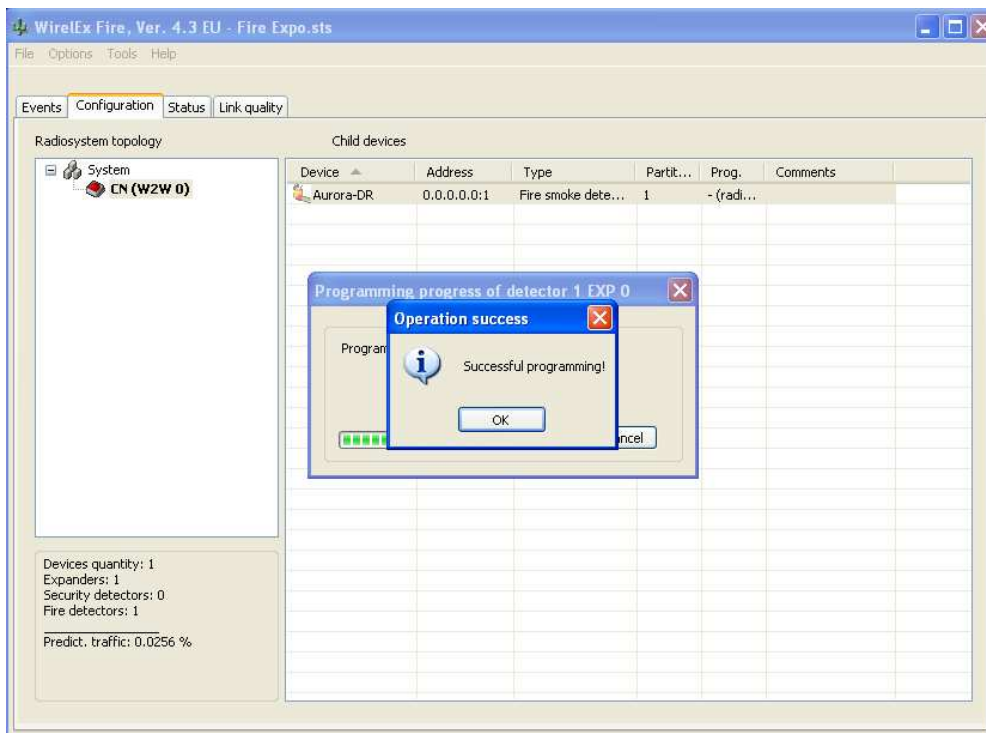 WirelEx Fire, Ver. 4.3 EU - Fire Expo.sts
File Options Tools Help
Events Configuration Status Link quality
Radiosystem topology
System
CN (W2W 0)
Child devices
Device Address Type Partit... Prog. Comments
Aurora-DR 0.0.0.0.0:1 Fire smoke dete... 1 - (radi...
Programming progress of detector 1 EXP 0
Operation success
Successful programming!
OK
Devices quantity: 1
Expanders: 1
Security detectors: 0
Fire detectors: 1
Predict. traffic: 0.0256 %